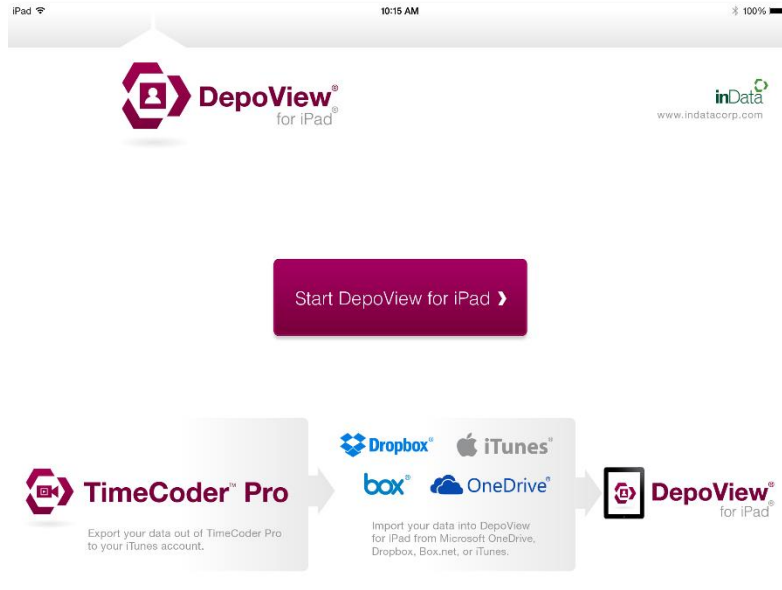 iPad 10:15 AM 100%
DepoView®
for iPad®
inData®
www.indatacorp.com
Start DepoView for iPad ❯
Dropbox® iTunes®
box® OneDrive®
TimeCoder™ Pro
Export your data out of TimeCoder Pro
to your iTunes account.
Import your data into DepoView
for iPad from Microsoft OneDrive,
Dropbox, Box.net, or iTunes.
DepoView®
for iPad®